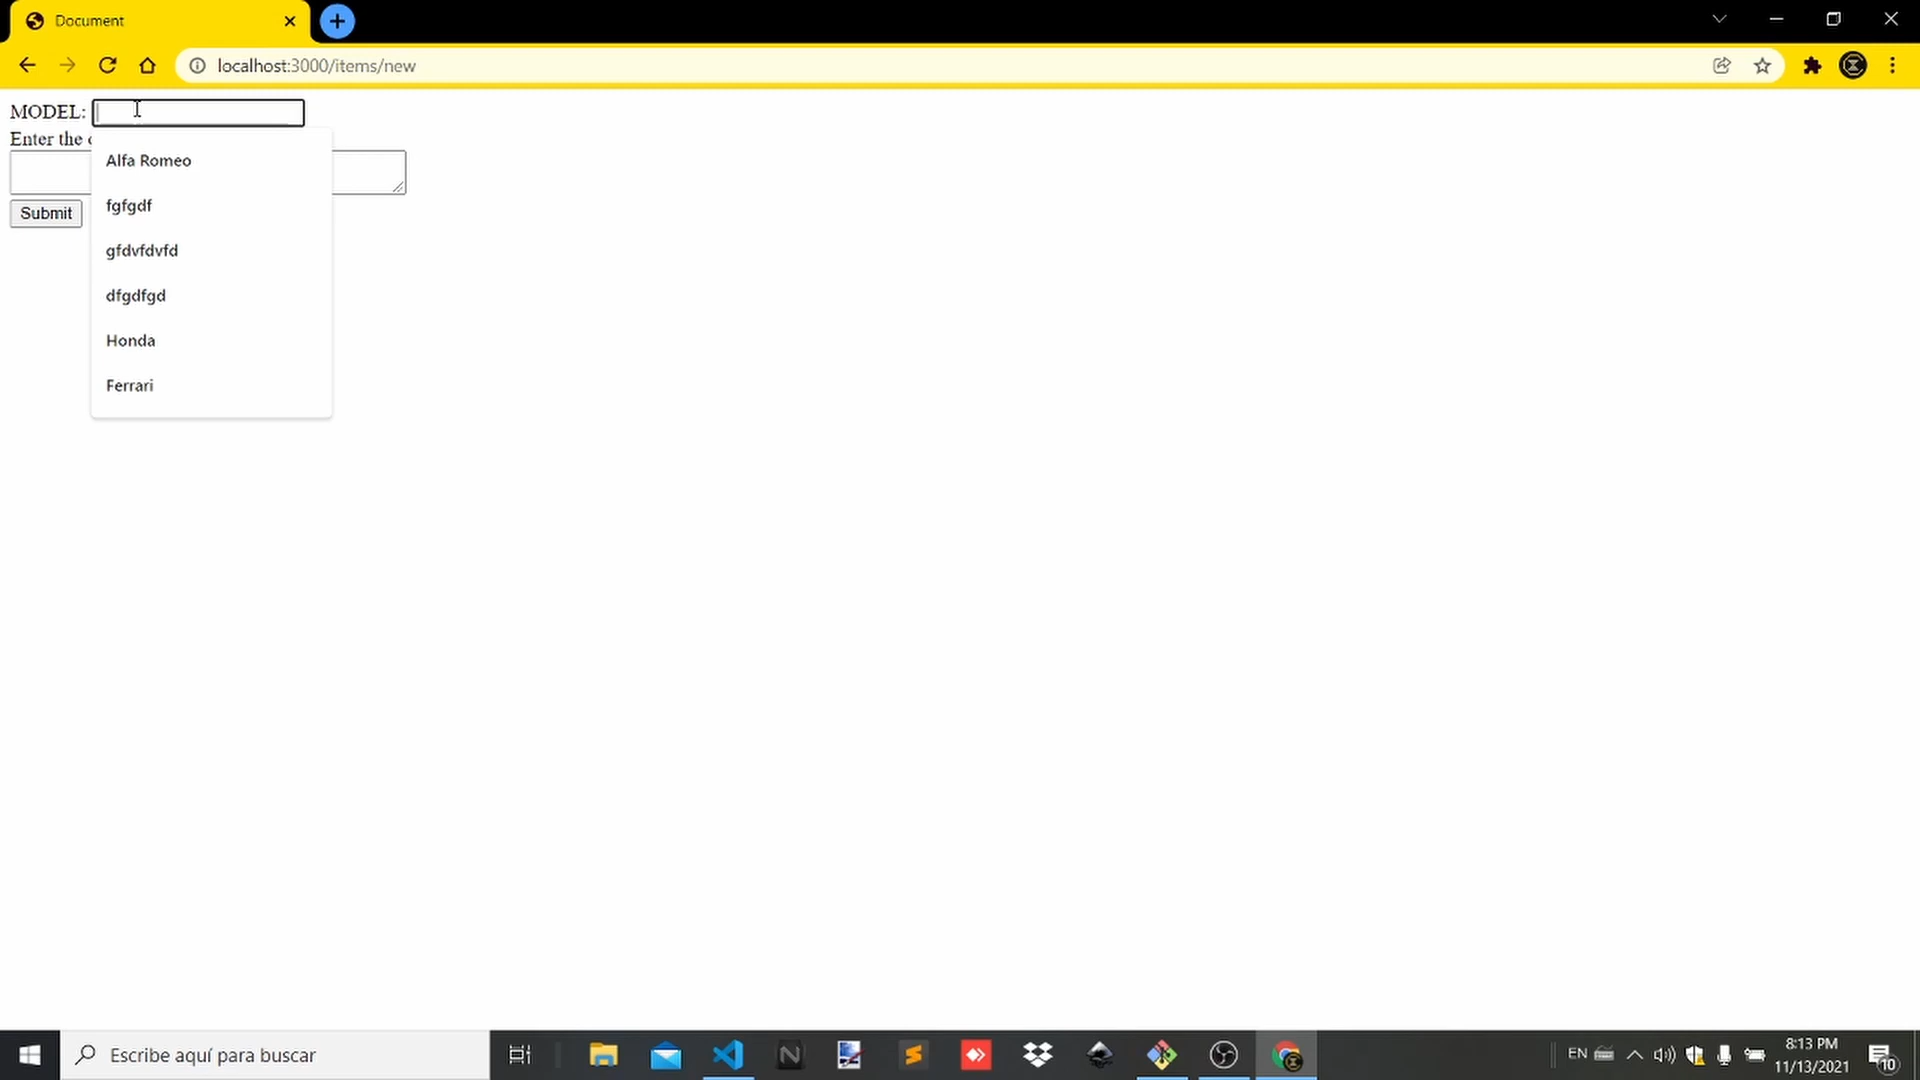 Document
localhost:3000/items/new
MODEL:
Enter the
Alfa Romeo
fgfgdf
gfdvfdvfd
dfgdfgd
Honda
Ferrari
Submit
Escribe aquí para buscar
EN
8:13 PM
11/13/2021
10